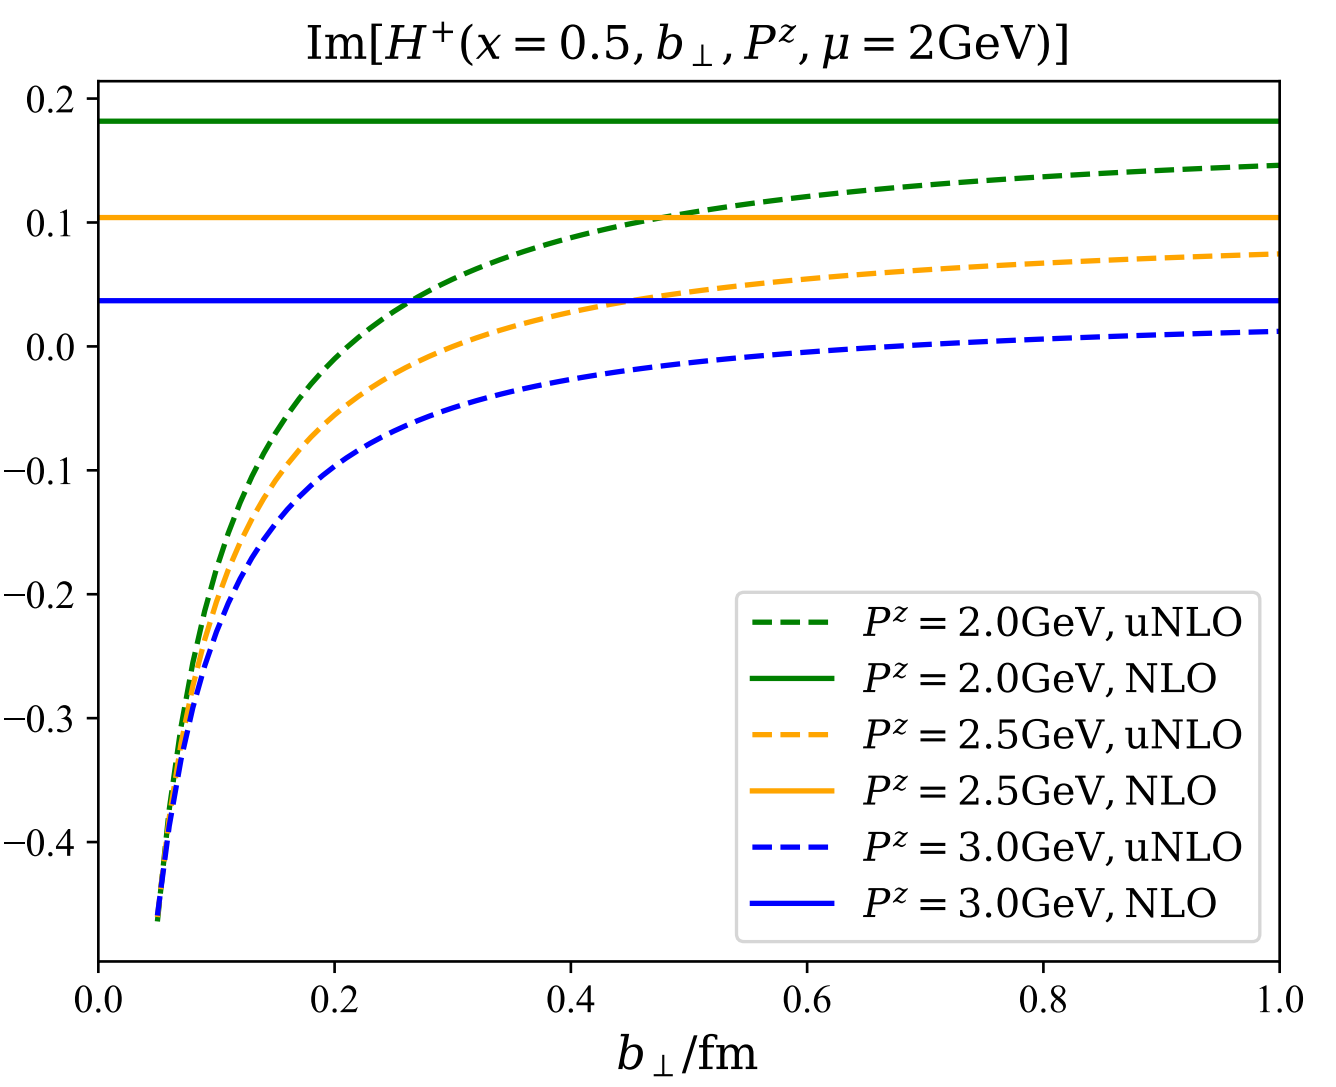 Im[H⁺(x = 0.5, b⊥, Pᶻ, μ = 2GeV)]
0.2
0.1
0.0
−0.1
−0.2
−0.3
−0.4
Pᶻ = 2.0GeV, uNLO
Pᶻ = 2.0GeV, NLO
Pᶻ = 2.5GeV, uNLO
Pᶻ = 2.5GeV, NLO
Pᶻ = 3.0GeV, uNLO
Pᶻ = 3.0GeV, NLO
0.0 0.2 0.4 0.6 0.8 1.0
b⊥/fm